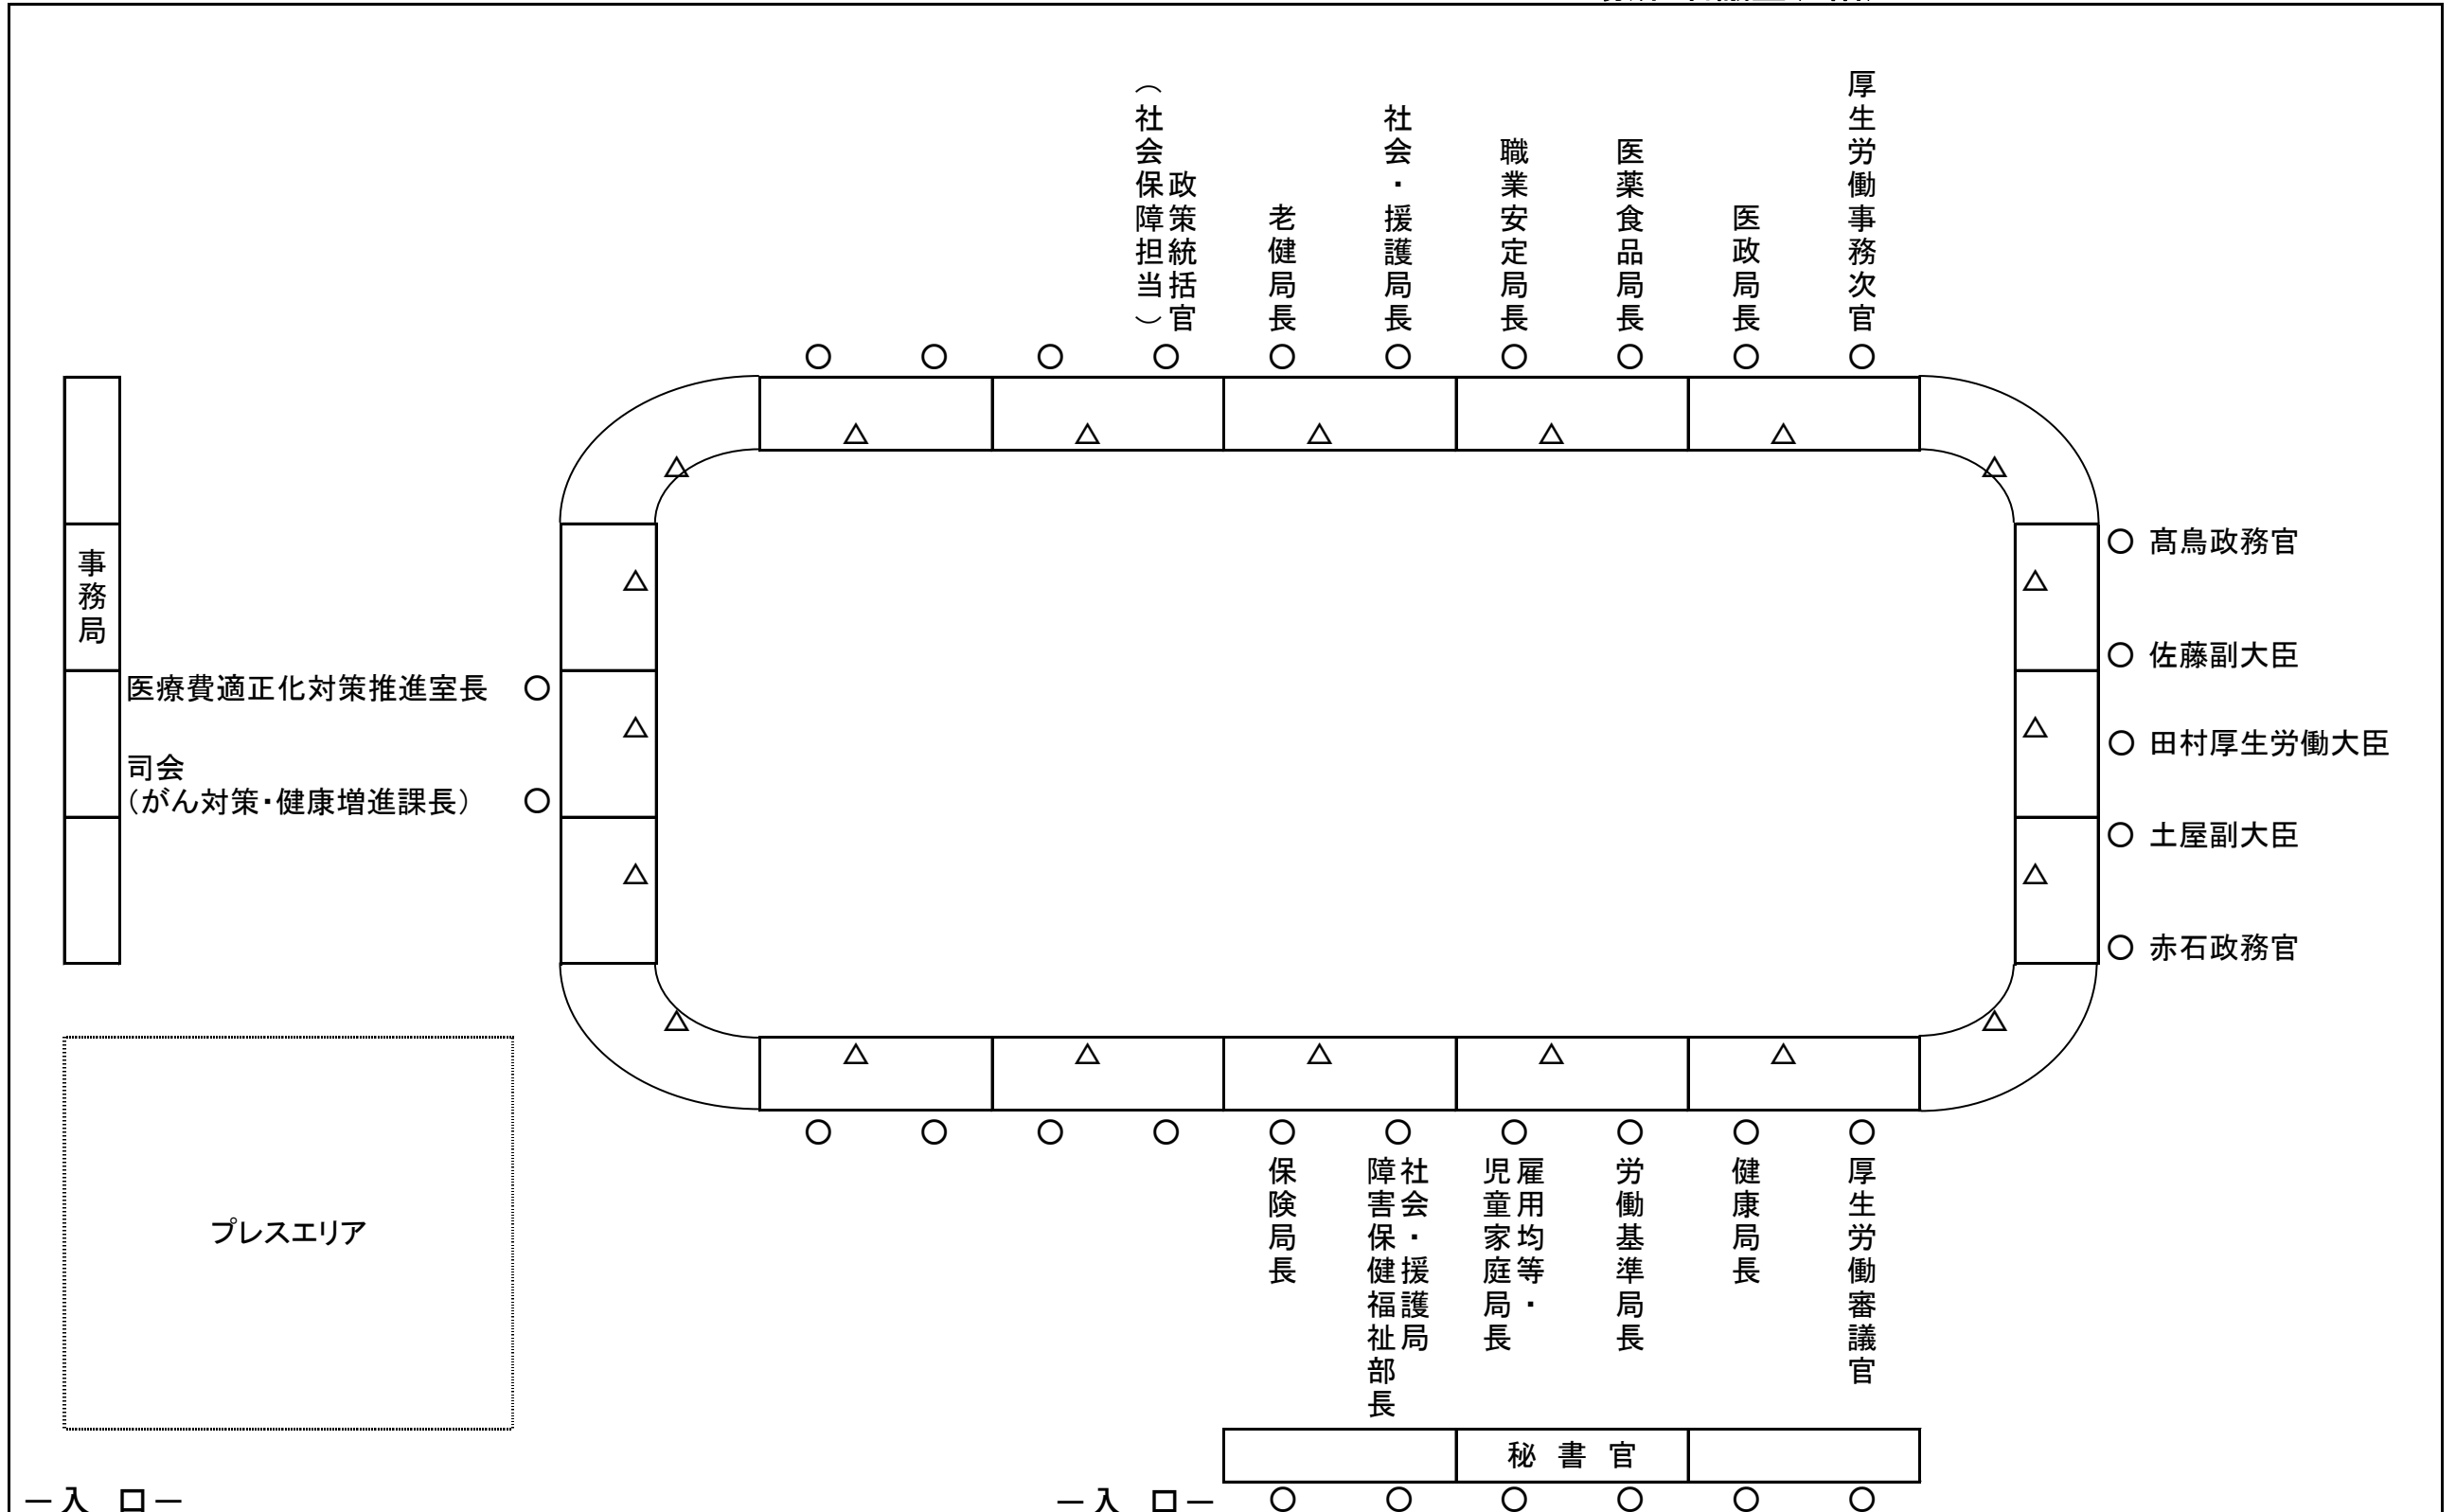 厚生労働事務次官
医政局長
医薬食品局長
職業安定局長
社会・援護局長
老健局長
政策統括官
（社会保障担当）
事務局
医療費適正化対策推進室長
司会
（がん対策・健康増進課長）
髙鳥政務官
佐藤副大臣
田村厚生労働大臣
土屋副大臣
赤石政務官
厚生労働審議官
健康局長
労働基準局長
雇用均等・
児童家庭局長
社会・援護局
障害保健福祉部長
保険局長
プレスエリア
秘書官
－入　口－
－入　口－